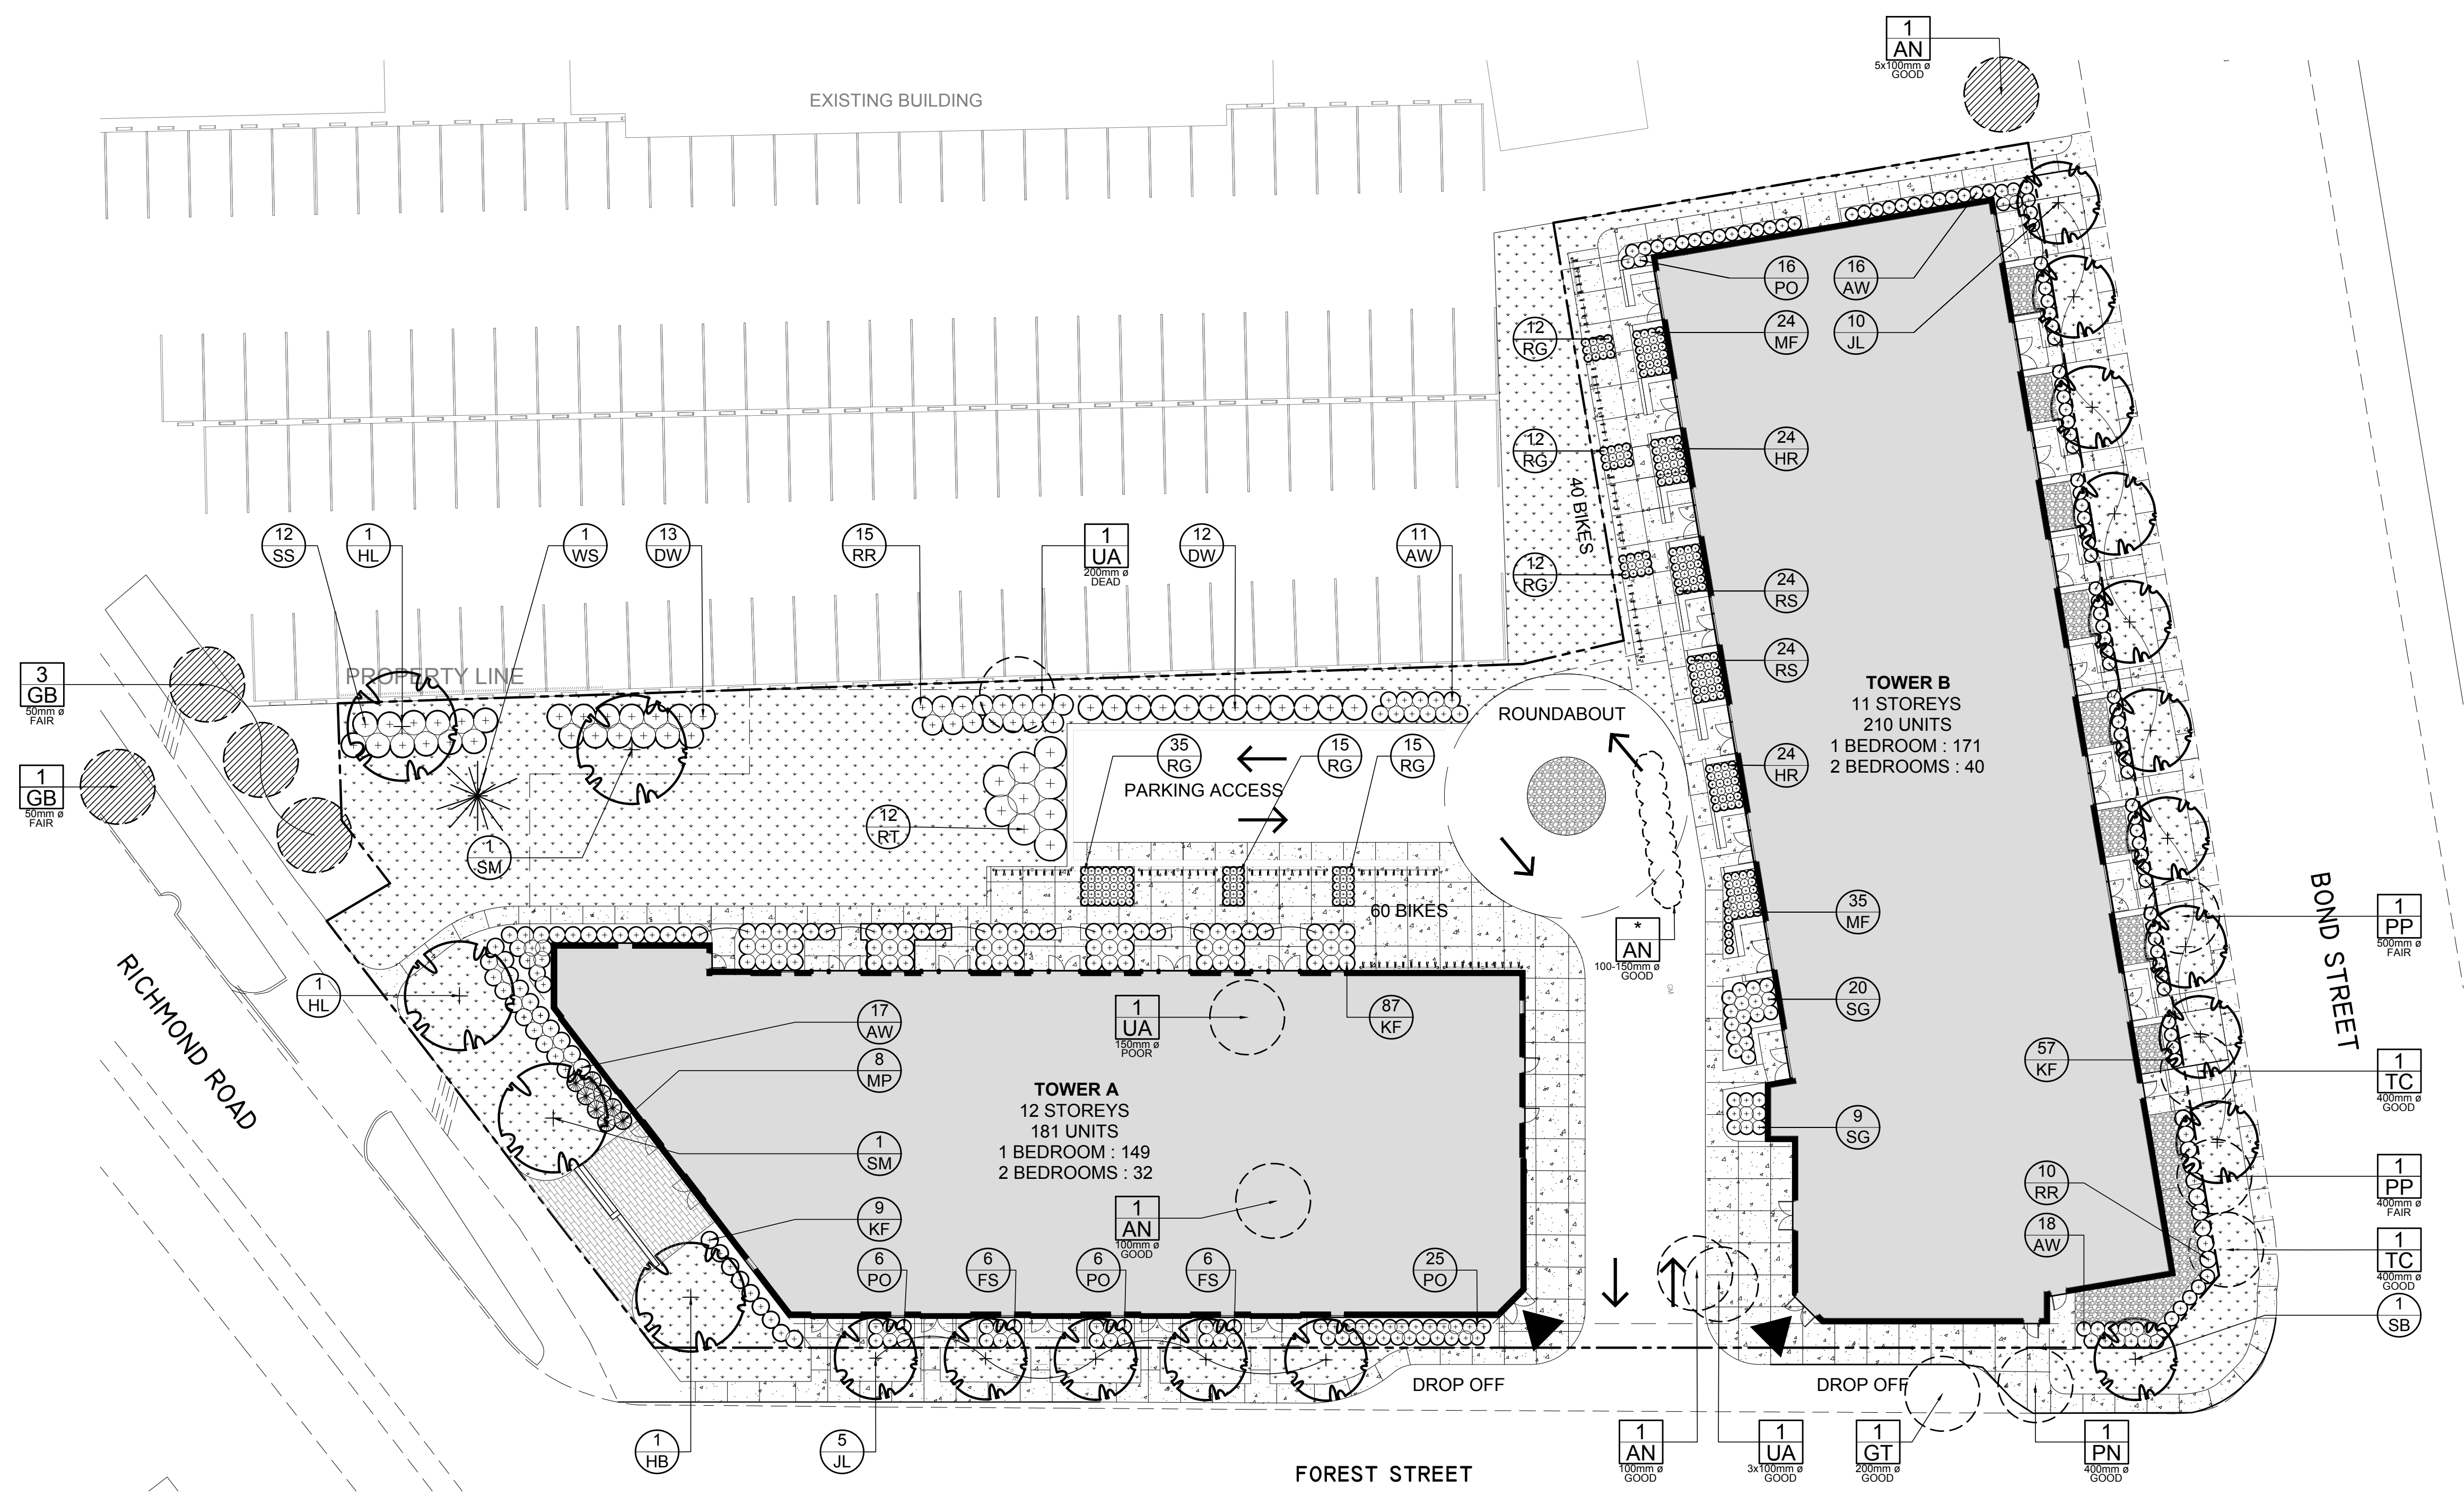 1
AN
5x100mm ø
GOOD
EXISTING BUILDING
16
PO
16
AW
12
RG
24
MF
10
JL
12
RG
24
HR
40 BIKES
12
SS
1
HL
1
WS
13
DW
15
RR
1
UA
200mm ø
DEAD
12
DW
11
AW
12
RG
24
RS
24
RS
PROPERTY LINE
3
GB
50mm ø
FAIR
1
GB
50mm ø
FAIR
TOWER B
11 STOREYS
210 UNITS
1 BEDROOM : 171
2 BEDROOMS : 40
ROUNDABOUT
35
RG
15
RG
15
RG
PARKING ACCESS
24
HR
12
RT
1
SM
60 BIKES
*
AN
100-150mm ø
GOOD
GM
35
MF
BOND STREET
1
PP
500mm ø
FAIR
RICHMOND ROAD
1
HL
17
AW
1
UA
150mm ø
POOR
87
KF
20
SG
8
MP
57
KF
1
TC
400mm ø
GOOD
TOWER A
12 STOREYS
181 UNITS
1 BEDROOM : 149
2 BEDROOMS : 32
9
SG
1
SM
10
RR
1
PP
400mm ø
FAIR
9
KF
1
AN
100mm ø
GOOD
18
AW
1
TC
400mm ø
GOOD
6
PO
6
FS
6
PO
6
FS
25
PO
1
SB
DROP OFF
DROP OFF
1
HB
5
JL
1
AN
100mm ø
GOOD
1
UA
3x100mm ø
GOOD
1
GT
200mm ø
GOOD
1
PN
400mm ø
GOOD
FOREST STREET